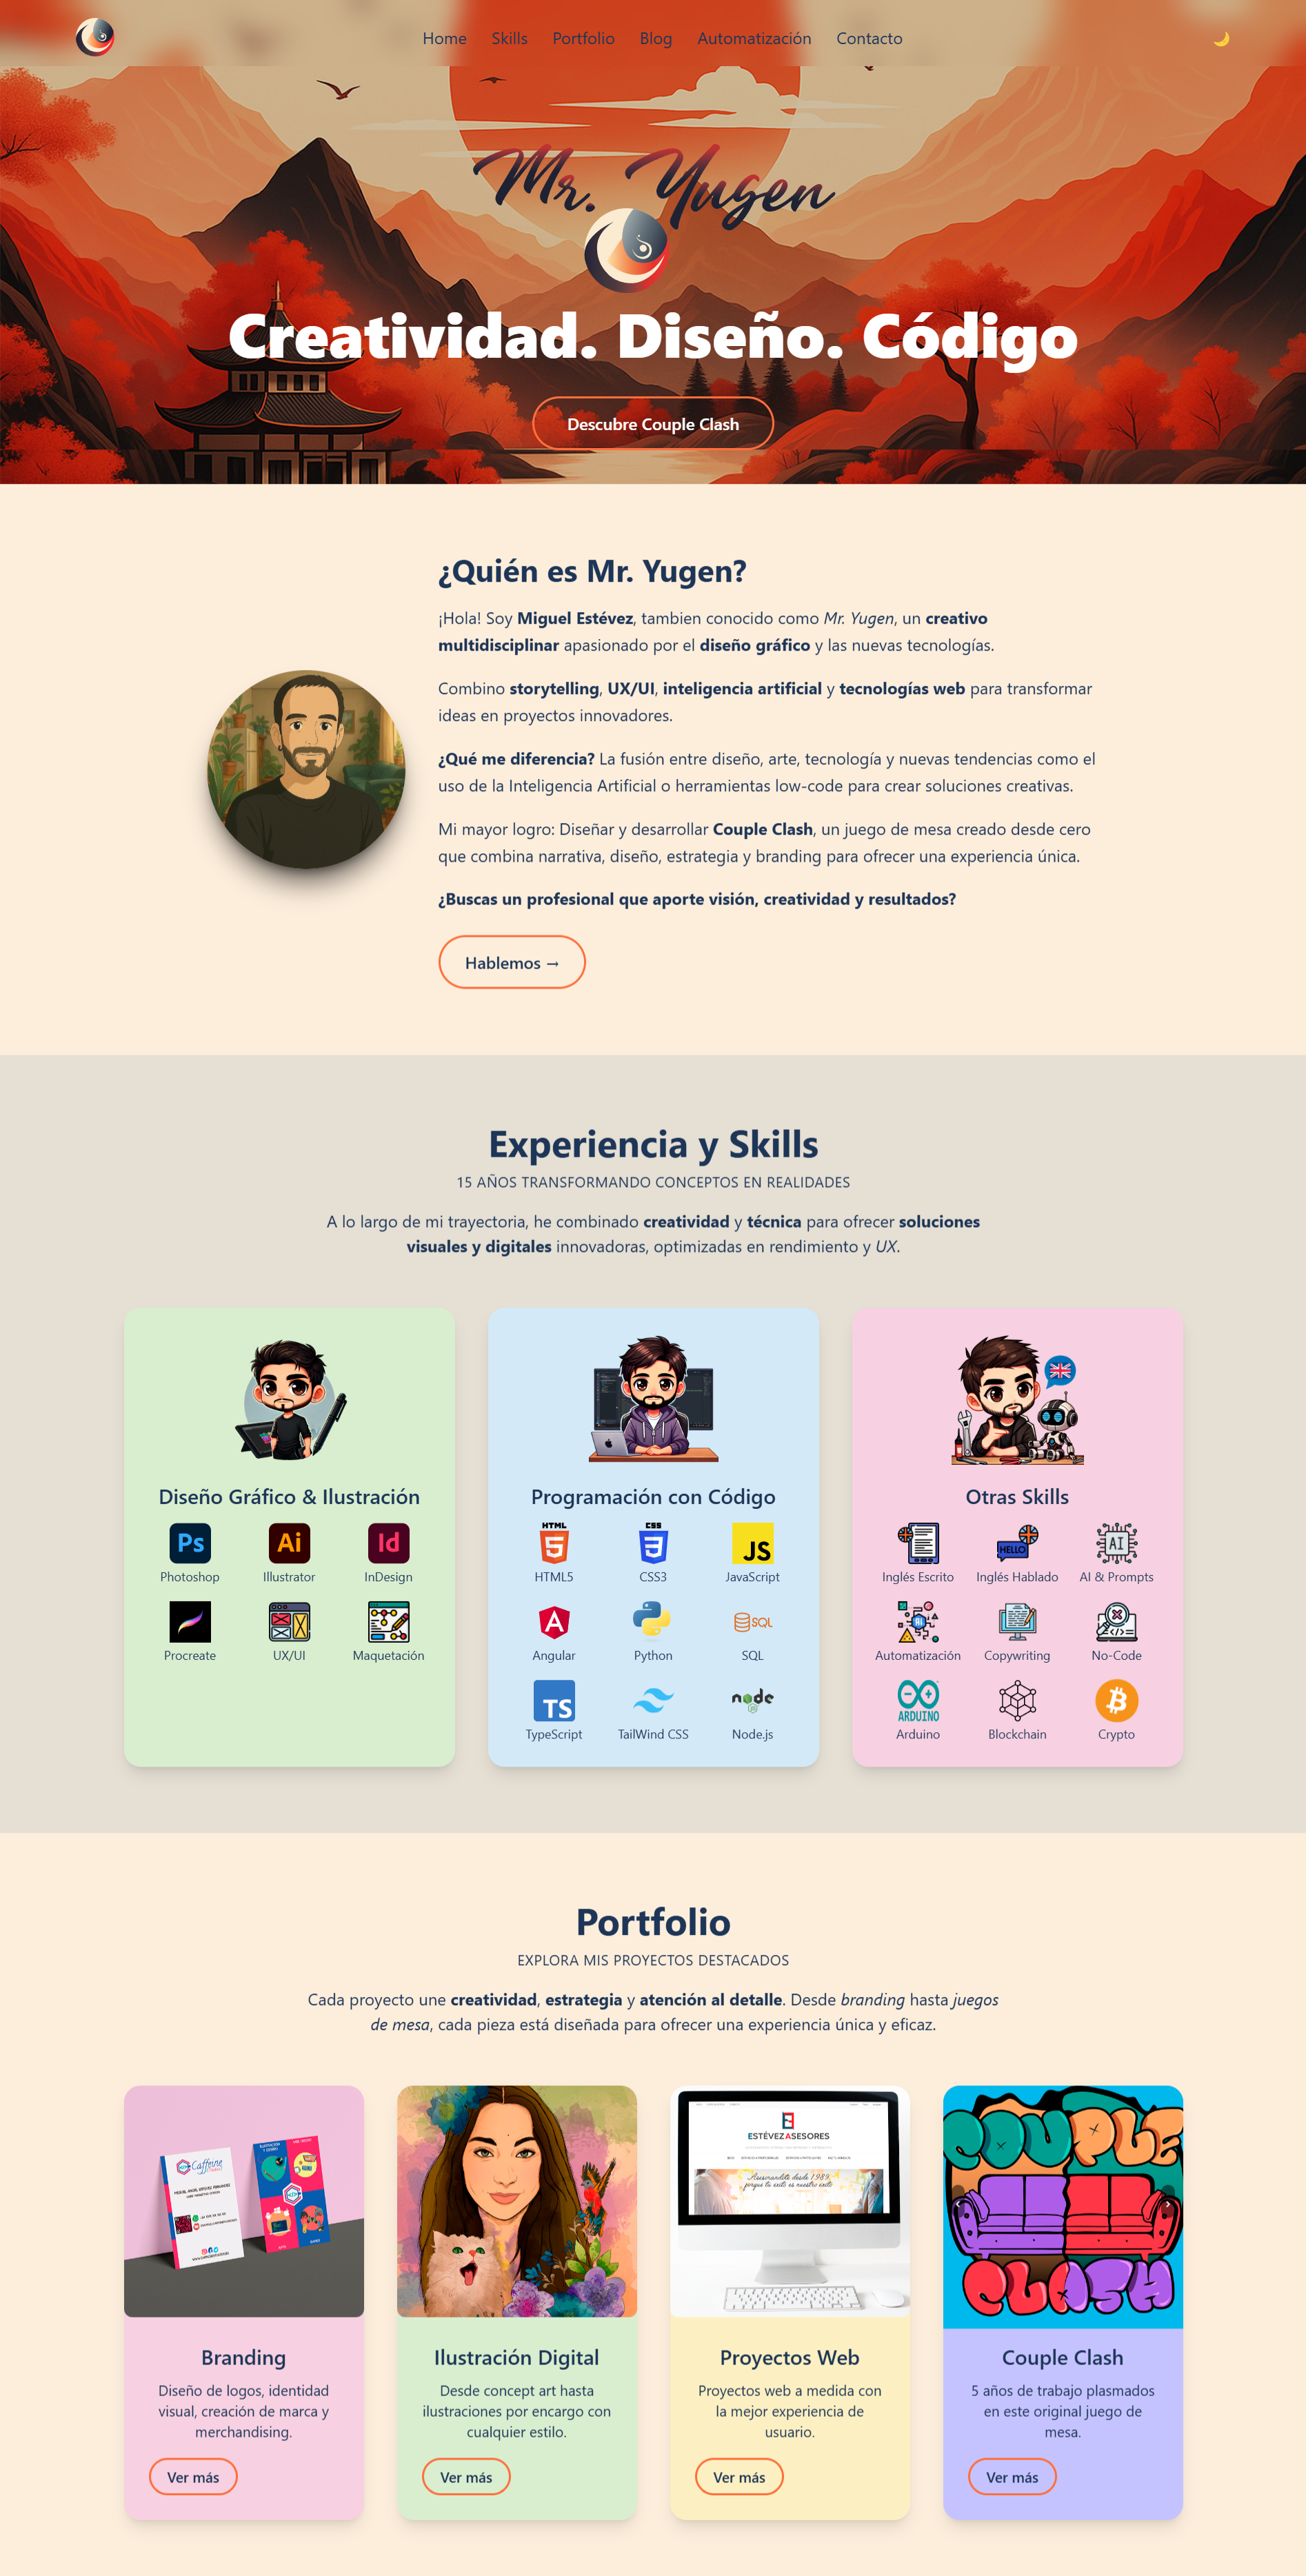 Home Skills Portfolio Blog Automatización Contacto
Mr. Yugen
Creatividad. Diseño. Código
Descubre Couple Clash
¿Quién es Mr. Yugen?
¡Hola! Soy Miguel Estévez, tambien conocido como Mr. Yugen, un creativo
multidisciplinar apasionado por el diseño gráfico y las nuevas tecnologías.
Combino storytelling, UX/UI, inteligencia artificial y tecnologías web para transformar
ideas en proyectos innovadores.
¿Qué me diferencia? La fusión entre diseño, arte, tecnología y nuevas tendencias como el
uso de la Inteligencia Artificial o herramientas low-code para crear soluciones creativas.
Mi mayor logro: Diseñar y desarrollar Couple Clash, un juego de mesa creado desde cero
que combina narrativa, diseño, estrategia y branding para ofrecer una experiencia única.
¿Buscas un profesional que aporte visión, creatividad y resultados?
Hablemos →
Experiencia y Skills
15 AÑOS TRANSFORMANDO CONCEPTOS EN REALIDADES
A lo largo de mi trayectoria, he combinado creatividad y técnica para ofrecer soluciones
visuales y digitales innovadoras, optimizadas en rendimiento y UX.
Diseño Gráfico & Ilustración
Ps Ai Id
Photoshop Illustrator InDesign
Procreate UX/UI Maquetación
Programación con Código
HTML CSS JS
5 3
HTML5 CSS3 JavaScript
A SQL
Angular Python SQL
TS node
JS
TypeScript TailWind CSS Node.js
Otras Skills
HELLO AI
Inglés Escrito Inglés Hablado AI & Prompts
AI </>
Automatización Copywriting No-Code
ARDUINO
Arduino Blockchain Crypto
Portfolio
EXPLORA MIS PROYECTOS DESTACADOS
Cada proyecto une creatividad, estrategia y atención al detalle. Desde branding hasta juegos
de mesa, cada pieza está diseñada para ofrecer una experiencia única y eficaz.
Caffeine
Branding
Diseño de logos, identidad
visual, creación de marca y
merchandising.
Ver más
Ilustración Digital
Desde concept art hasta
ilustraciones por encargo con
cualquier estilo.
Ver más
ESTÉVEZ ASESORES
Asesorándote desde 1989,
porque tu éxito es nuestro éxito
Proyectos Web
Proyectos web a medida con
la mejor experiencia de
usuario.
Ver más
COUPLE
CLASH
Couple Clash
5 años de trabajo plasmados
en este original juego de
mesa.
Ver más